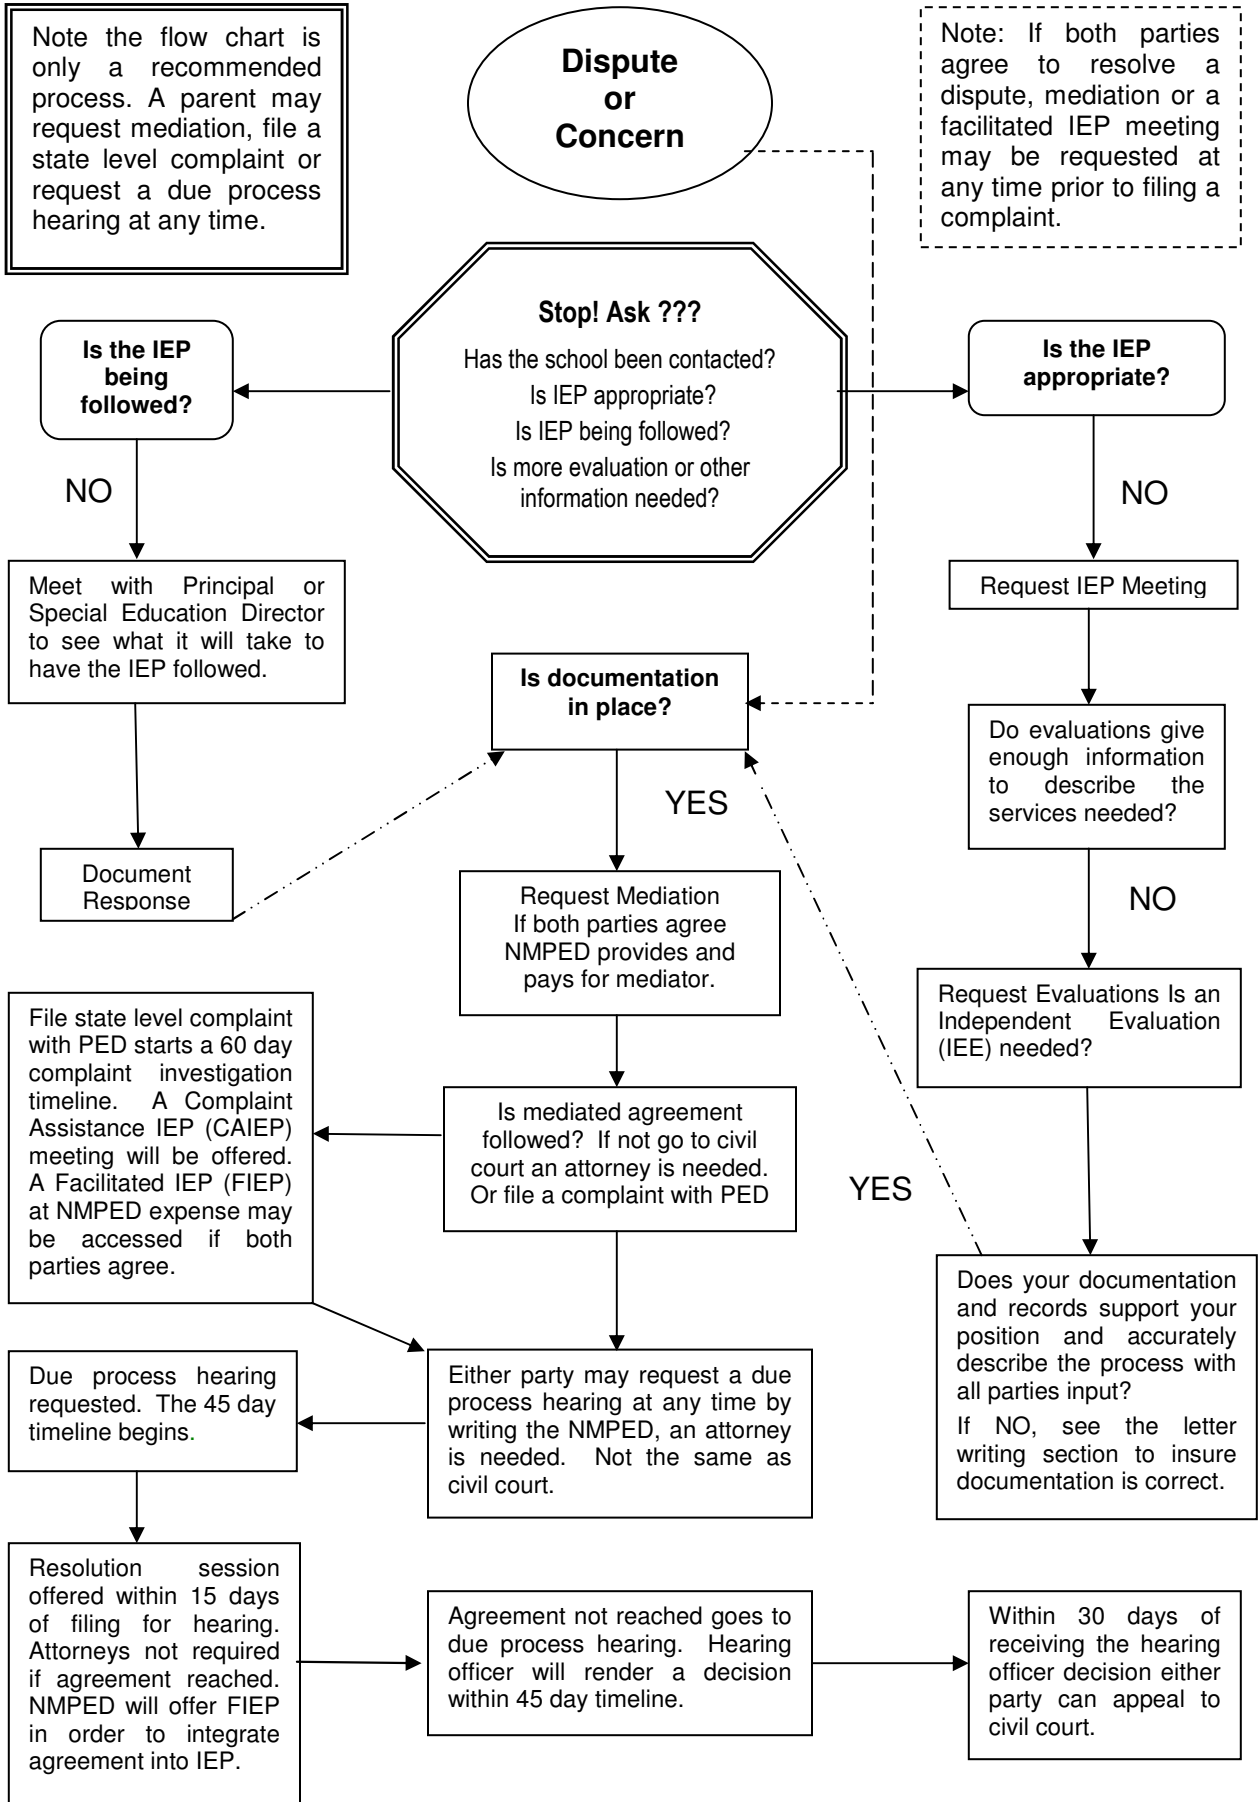 Note the flow chart is
only a recommended
process. A parent may
request mediation, file a
state level complaint or
request a due process
hearing at any time.
Dispute
or
Concern
Note: If both parties
agree to resolve a
dispute, mediation or a
facilitated IEP meeting
may be requested at
any time prior to filing a
complaint.
Stop! Ask ???
Has the school been contacted?
Is IEP appropriate?
Is IEP being followed?
Is more evaluation or other
information needed?
Is the IEP
being
followed?
NO
Meet with Principal or
Special Education Director
to see what it will take to
have the IEP followed.
Document
Response
Is the IEP
appropriate?
NO
Request IEP Meeting
Do evaluations give
enough information
to describe the
services needed?
NO
Request Evaluations Is an
Independent Evaluation
(IEE) needed?
Does your documentation
and records support your
position and accurately
describe the process with
all parties input?
If NO, see the letter
writing section to insure
documentation is correct.
YES
Is documentation
in place?
YES
Request Mediation
If both parties agree
NMPED provides and
pays for mediator.
Is mediated agreement
followed? If not go to civil
court an attorney is needed.
Or file a complaint with PED
File state level complaint
with PED starts a 60 day
complaint investigation
timeline. A Complaint
Assistance IEP (CAIEP)
meeting will be offered.
A Facilitated IEP (FIEP)
at NMPED expense may
be accessed if both
parties agree.
Either party may request a due
process hearing at any time by
writing the NMPED, an attorney
is needed. Not the same as
civil court.
Due process hearing
requested. The 45 day
timeline begins.
Resolution session
offered within 15 days
of filing for hearing.
Attorneys not required
if agreement reached.
NMPED will offer FIEP
in order to integrate
agreement into IEP.
Agreement not reached goes to
due process hearing. Hearing
officer will render a decision
within 45 day timeline.
Within 30 days of
receiving the hearing
officer decision either
party can appeal to
civil court.